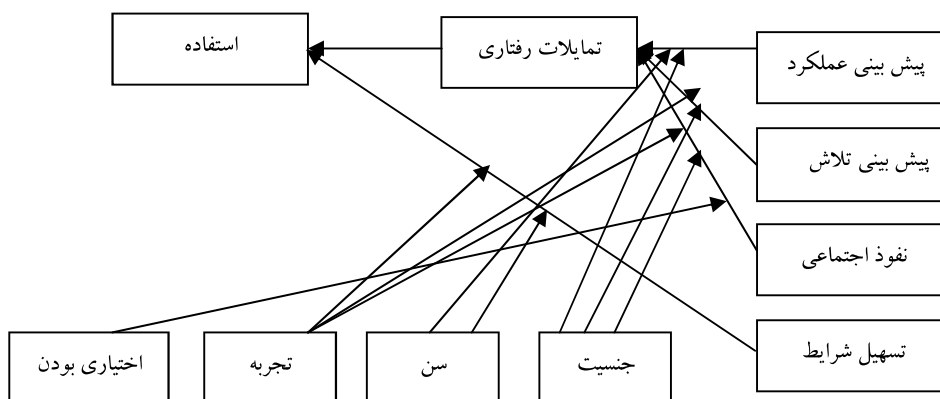 استفاده
تمایلات رفتاری
پیش بینی عملکرد
پیش بینی تلاش
نفوذ اجتماعی
تسهیل شرایط
جنسیت
سن
تجربه
اختیاری بودن